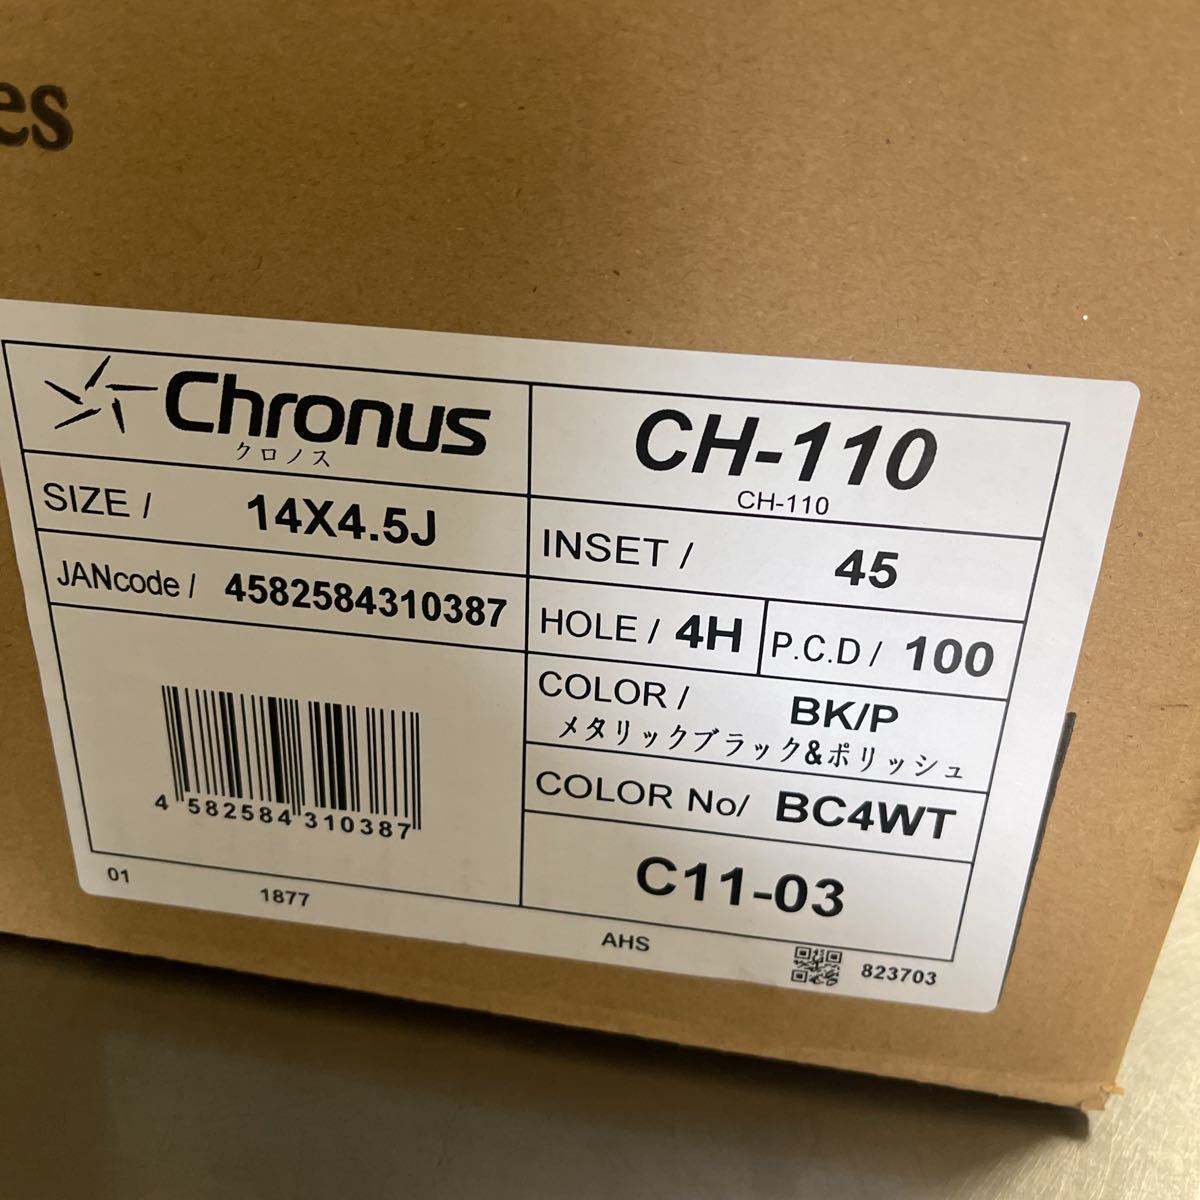 es
Chronus
クロノス
CH-110
CH-110
SIZE / 14X4.5J
INSET / 45
JANcode / 4582584310387
HOLE / 4H
P.C.D / 100
COLOR / BK/P
メタリックブラック&ポリッシュ
COLOR No/ BC4WT
4 582584 310387
C11-03
01
1877
AHS
823703